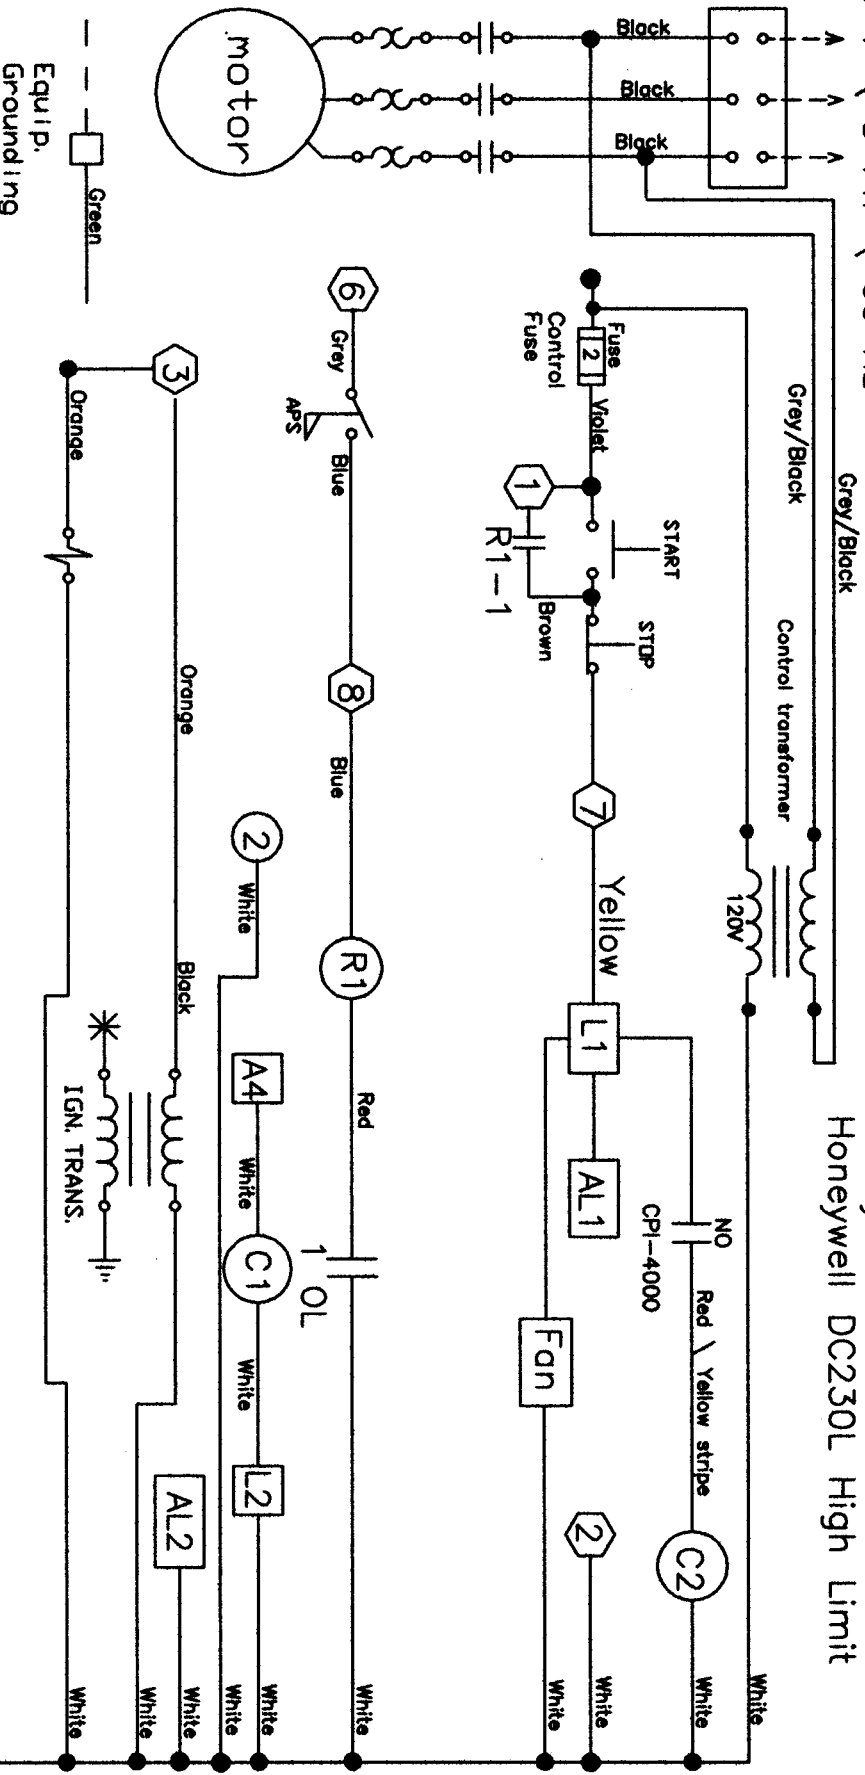 Honeywell DC230L High Limit
Black
Black
Black
motor
Equip.
Grounding
Green
Grey/Black
Grey/Black
Control transformer
120V
White
Fuse
2
Control
Fuse
Violet
1
R1-1
Brown
START
STOP
7
Yellow
L1
AL1
NO
CPI-4000
Red \ Yellow stripe
C2
White
2
White
Fan
White
6
Grey
APS
Blue
8
Blue
R1
Red
1 OL
White
2
White
White
A4
White
C1
White
L2
White
AL2
White
3
Orange
Black
White
IGN. TRANS.
Orange
White